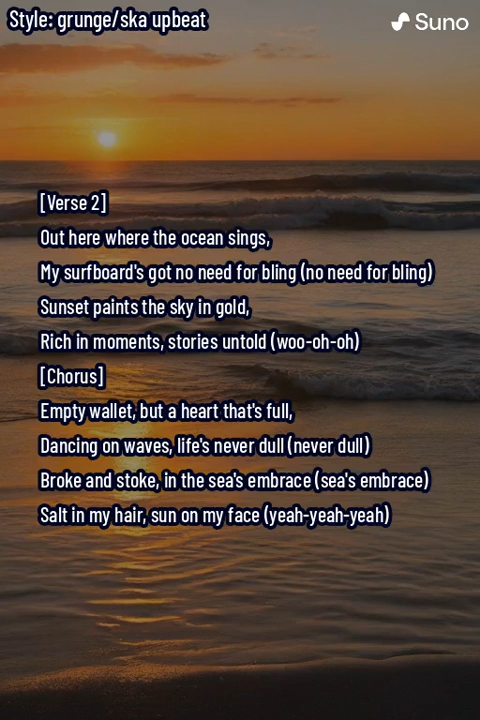 Style: grunge/ska upbeat
Suno
[Verse 2]
Out here where the ocean sings,
My surfboard's got no need for bling (no need for bling)
Sunset paints the sky in gold,
Rich in moments, stories untold (woo-oh-oh)
[Chorus]
Empty wallet, but a heart that's full,
Dancing on waves, life's never dull (never dull)
Broke and stoke, in the sea's embrace (sea's embrace)
Salt in my hair, sun on my face (yeah-yeah-yeah)